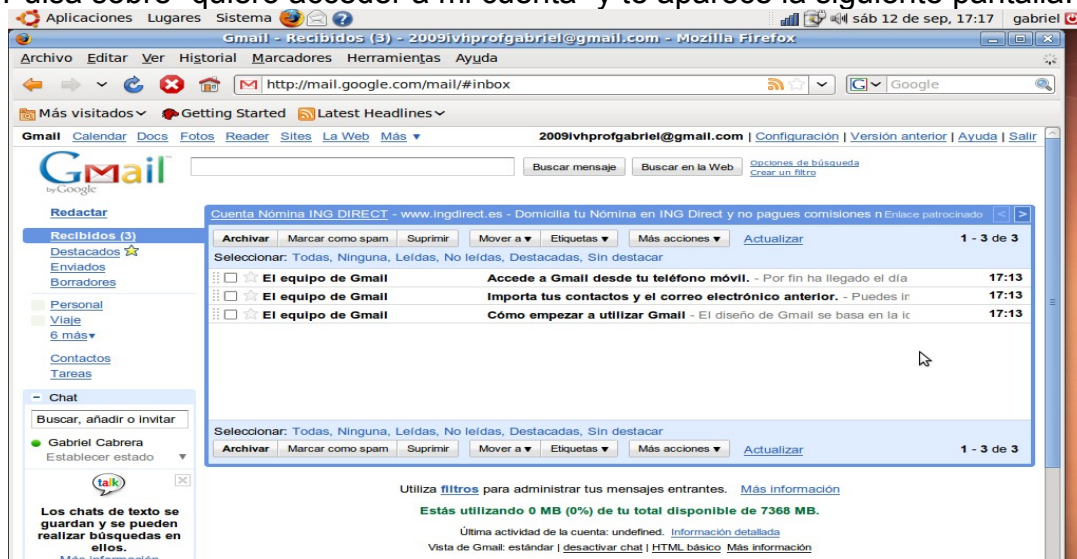 Pulsa sobre "quiero acceder a mi cuenta" y te aparece la siguiente pantalla.
Aplicaciones Lugares Sistema sáb 12 de sep, 17:17 gabriel
Gmail - Recibidos (3) - 2009ivhprofgabriel@gmail.com - Mozilla Firefox
Archivo Editar Ver Historial Marcadores Herramientas Ayuda
http://mail.google.com/mail/#inbox G Google
Más visitados Getting Started Latest Headlines
Gmail Calendar Docs Fotos Reader Sites La Web Más ▼ 2009ivhprofgabriel@gmail.com | Configuración | Versión anterior | Ayuda | Salir
Gmail by Google
Buscar mensaje Buscar en la Web Opciones de búsqueda
Crear un filtro
Redactar
Cuenta Nómina ING DIRECT - www.ingdirect.es - Domicilia tu Nómina en ING Direct y no pagues comisiones n Enlace patrocinado < >
Recibidos (3)
Destacados
Enviados
Borradores
Personal
Viaje
6 más▼
Contactos
Tareas
Archivar Marcar como spam Suprimir Mover a ▼ Etiquetas ▼ Más acciones ▼ Actualizar 1 - 3 de 3
Seleccionar: Todas, Ninguna, Leídas, No leídas, Destacadas, Sin destacar
El equipo de Gmail Accede a Gmail desde tu teléfono móvil. - Por fin ha llegado el día 17:13
El equipo de Gmail Importa tus contactos y el correo electrónico anterior. - Puedes 17:13
El equipo de Gmail Cómo empezar a utilizar Gmail - El diseño de Gmail se basa en la 17:13
Seleccionar: Todas, Ninguna, Leídas, No leídas, Destacadas, Sin destacar
Archivar Marcar como spam Suprimir Mover a ▼ Etiquetas ▼ Más acciones ▼ Actualizar 1 - 3 de 3
− Chat
Buscar, añadir o invitar
Gabriel Cabrera
Establecer estado ▼
talk
Los chats de texto se
guardan y se pueden
realizar búsquedas en
ellos.
Más información
Utiliza filtros para administrar tus mensajes entrantes. Más información
Estás utilizando 0 MB (0%) de tu total disponible de 7368 MB.
Última actividad de la cuenta: undefined. Información detallada
Vista de Gmail: estándar | desactivar chat | HTML básico Más información